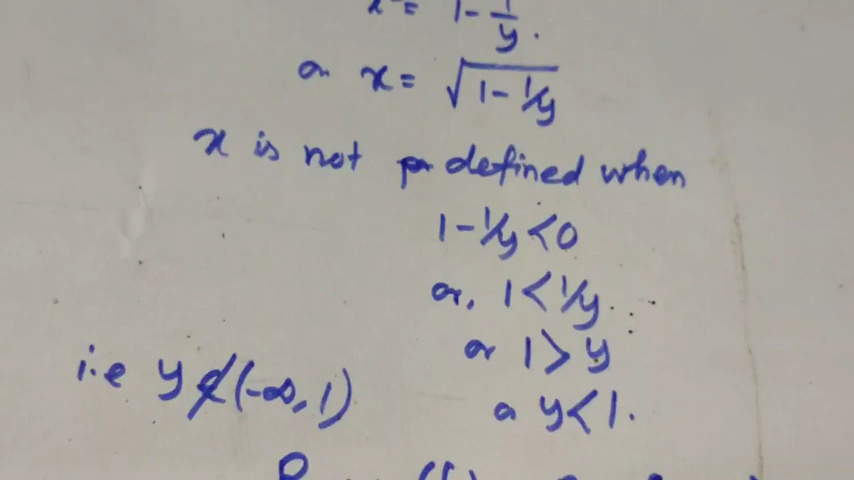 = 1 - 1/y.
or x = √(1 - 1/y)
x is not defined when
1 - 1/y < 0
or, 1 < 1/y
or 1 > y
i.e y ∉ (-∞, 1)
or y < 1.